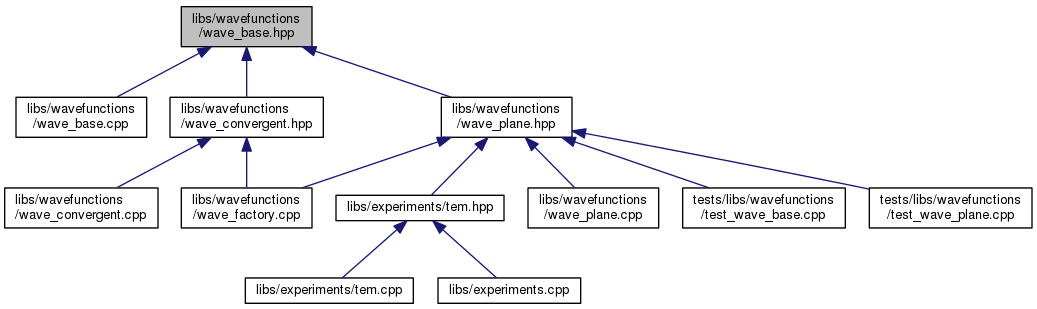 libs/wavefunctions
/wave_base.hpp
libs/wavefunctions
/wave_base.cpp
libs/wavefunctions
/wave_convergent.hpp
libs/wavefunctions
/wave_plane.hpp
libs/wavefunctions
/wave_convergent.cpp
libs/wavefunctions
/wave_factory.cpp
libs/experiments/tem.hpp
libs/wavefunctions
/wave_plane.cpp
tests/libs/wavefunctions
/test_wave_base.cpp
tests/libs/wavefunctions
/test_wave_plane.cpp
libs/experiments/tem.cpp
libs/experiments.cpp